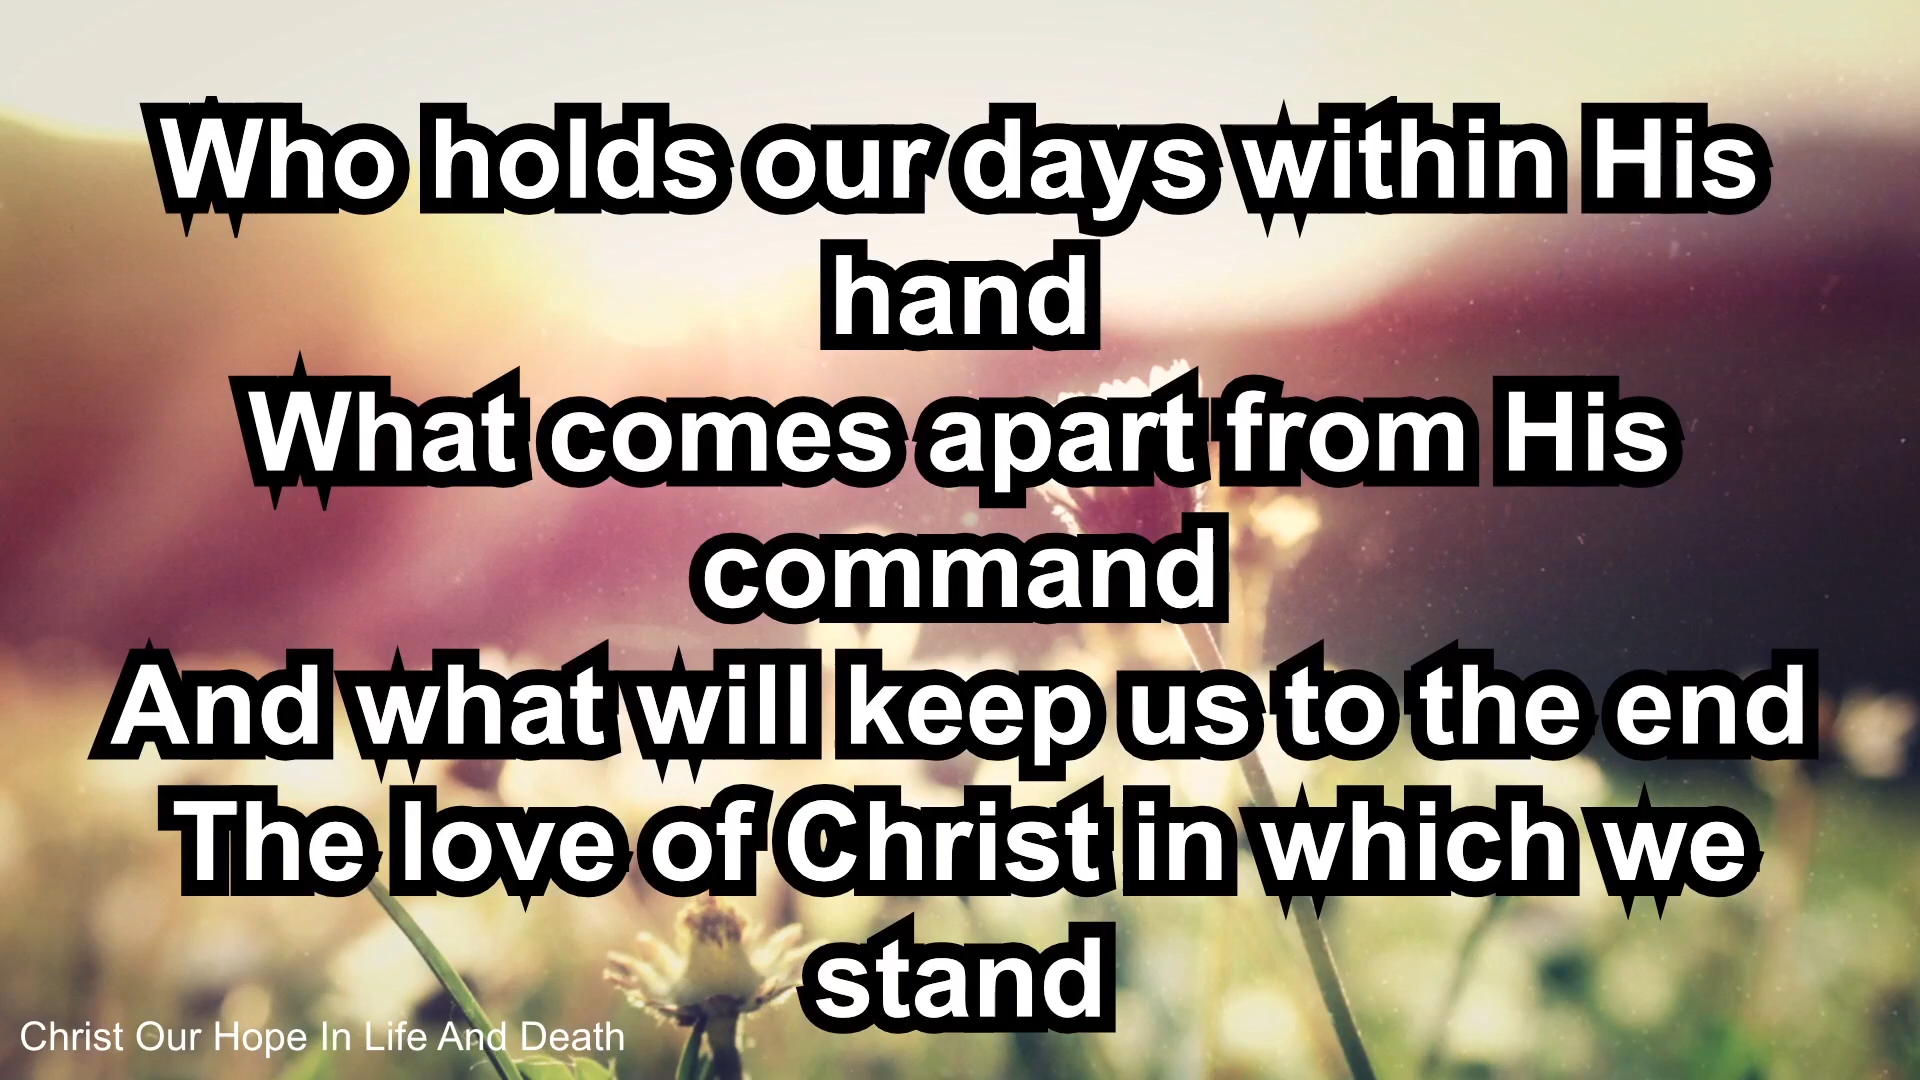 Who holds our days within His
hand
What comes apart from His
command
And what will keep us to the end
The love of Christ in which we
stand
Christ Our Hope In Life And Death